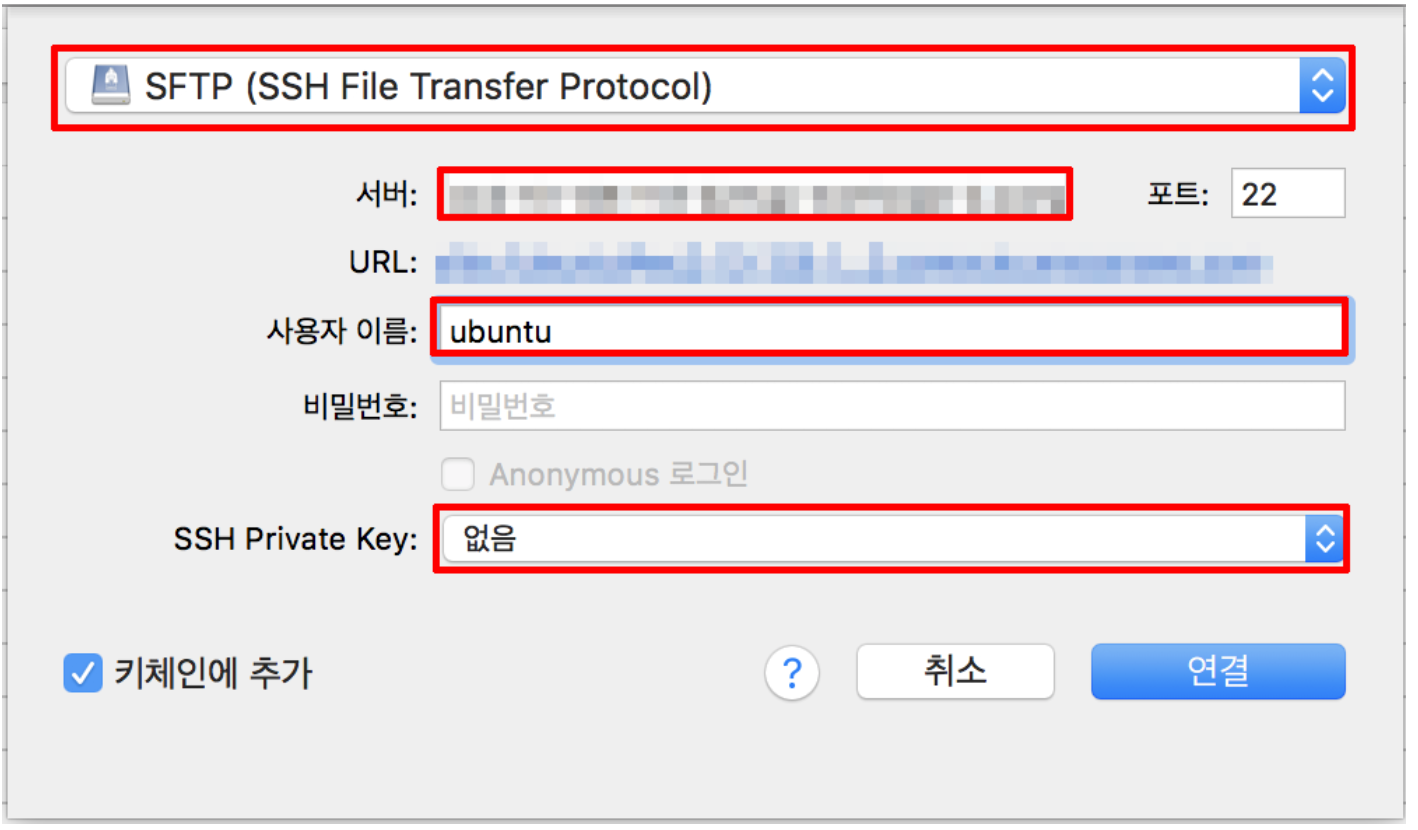 SFTP (SSH File Transfer Protocol)
서버: 포트: 22
URL:
사용자 이름: ubuntu
비밀번호: 비밀번호
Anonymous 로그인
SSH Private Key: 없음
키체인에 추가 ? 취소 연결